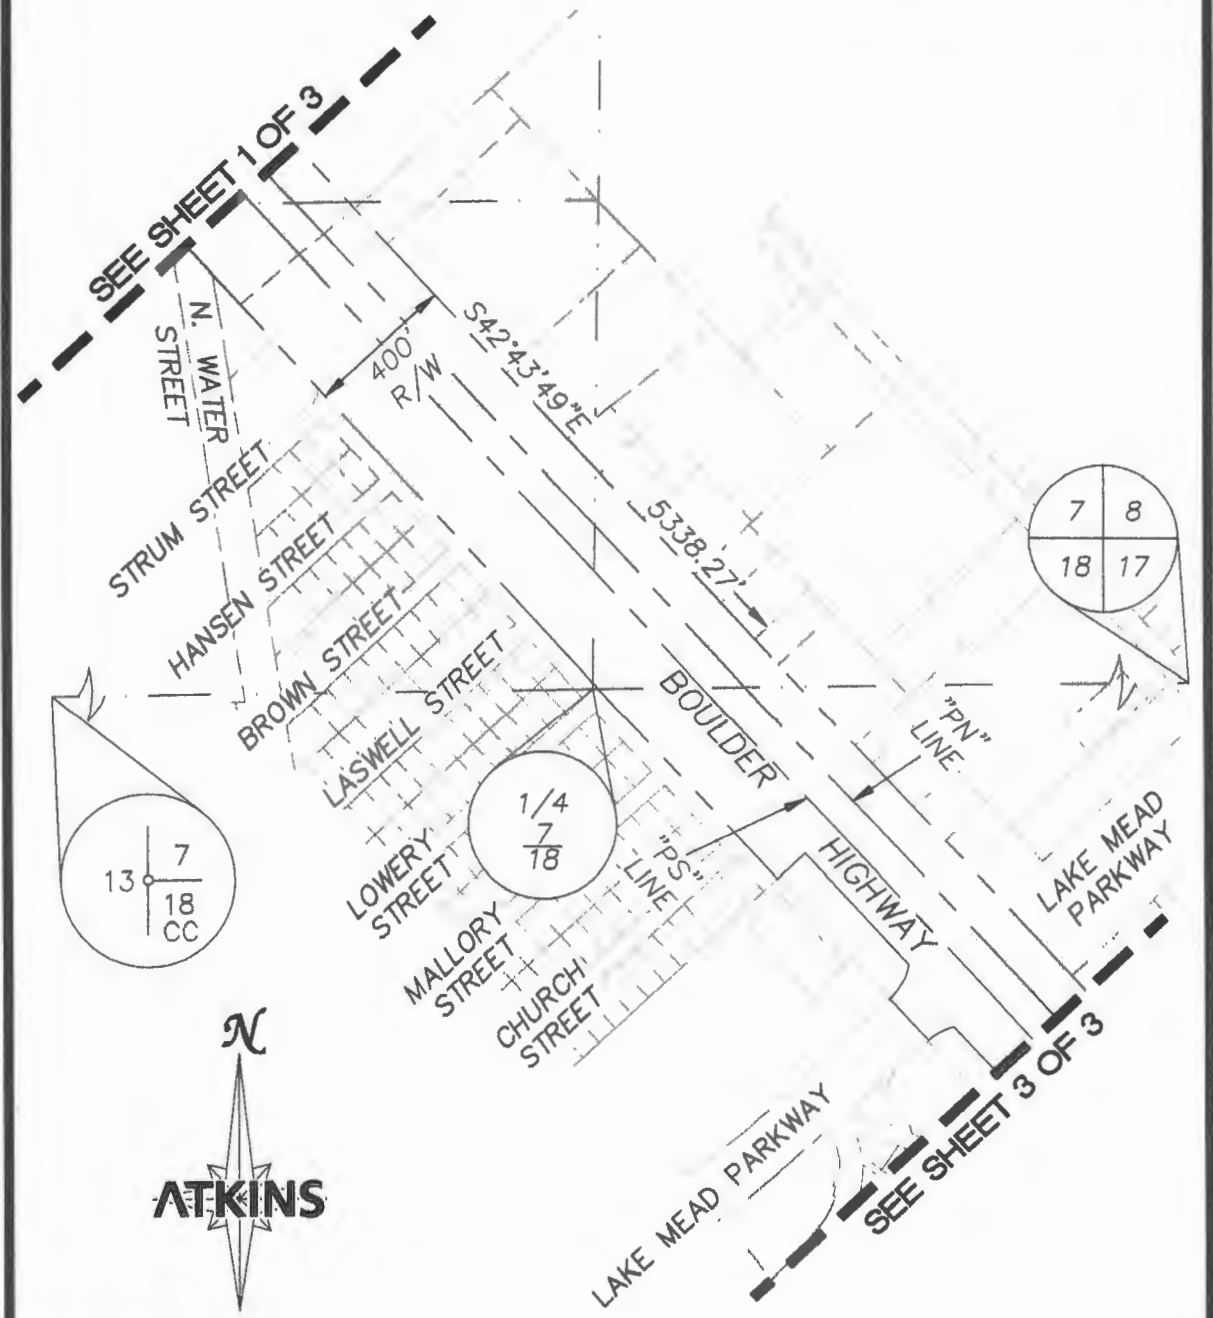 SEE SHEET 1 OF 3
N. WATER
STREET
400'
R/W
S42°43'49"E
5338.27'
STRUM STREET
HANSEN STREET
BROWN STREET
LASWELL STREET
LOWERY
STREET
MALLORY
STREET
CHURCH
STREET
7 8
18 17
BOULDER
HIGHWAY
"PN"
LINE
"PS"
LINE
1/4
7
18
13 7
18
CC
LAKE MEAD
PARKWAY
LAKE MEAD PARKWAY
SEE SHEET 3 OF 3
N
ATKINS